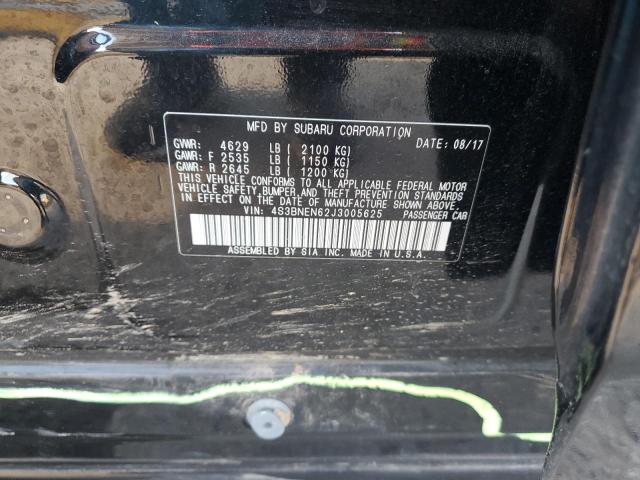 MFD BY SUBARU CORPORATION DATE: 08/17
GVWR: 4629 LB ( 2100 KG)
GAWR: F 2535 LB ( 1150 KG)
GAWR: R 2645 LB ( 1200 KG)
THIS VEHICLE CONFORMS TO ALL APPLICABLE FEDERAL MOTOR
VEHICLE SAFETY, BUMPER, AND THEFT PREVENTION STANDARDS
IN EFFECT ON THE DATE OF MANUFACTURE SHOWN ABOVE.
VIN: 4S3BNEN62J3005625 PASSENGER CAR
ASSEMBLED BY SIA INC. IN U.S.A.